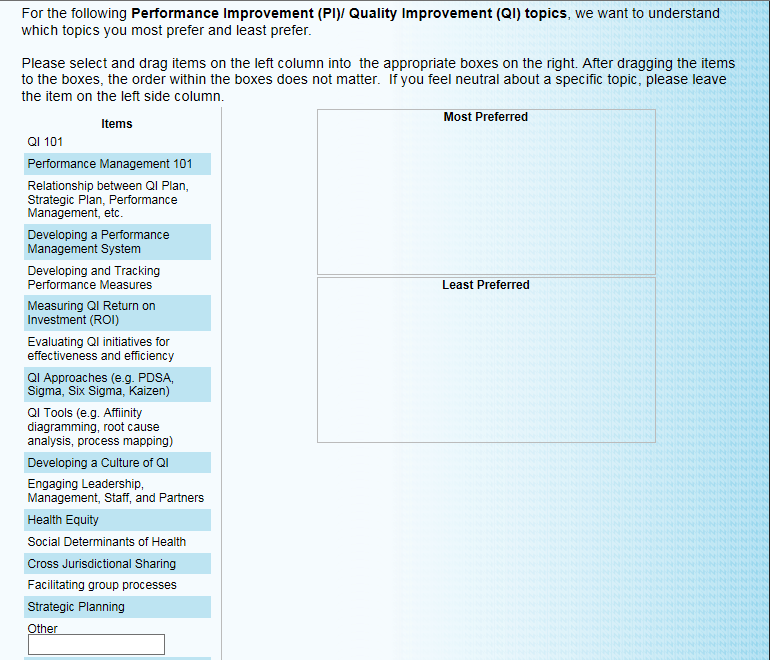 For the following Performance Improvement (PI)/ Quality Improvement (QI) topics, we want to understand
which topics you most prefer and least prefer.
Please select and drag items on the left column into the appropriate boxes on the right. After dragging the items
to the boxes, the order within the boxes does not matter. If you feel neutral about a specific topic, please leave
the item on the left side column.
Items
QI 101
Performance Management 101
Relationship between QI Plan,
Strategic Plan, Performance
Management, etc.
Developing a Performance
Management System
Developing and Tracking
Performance Measures
Measuring QI Return on
Investment (ROI)
Evaluating QI initiatives for
effectiveness and efficiency
QI Approaches (e.g. PDSA,
Sigma, Six Sigma, Kaizen)
QI Tools (e.g. Affiinity
diagramming, root cause
analysis, process mapping)
Developing a Culture of QI
Engaging Leadership,
Management, Staff, and Partners
Health Equity
Social Determinants of Health
Cross Jurisdictional Sharing
Facilitating group processes
Strategic Planning
Other
Most Preferred
Least Preferred